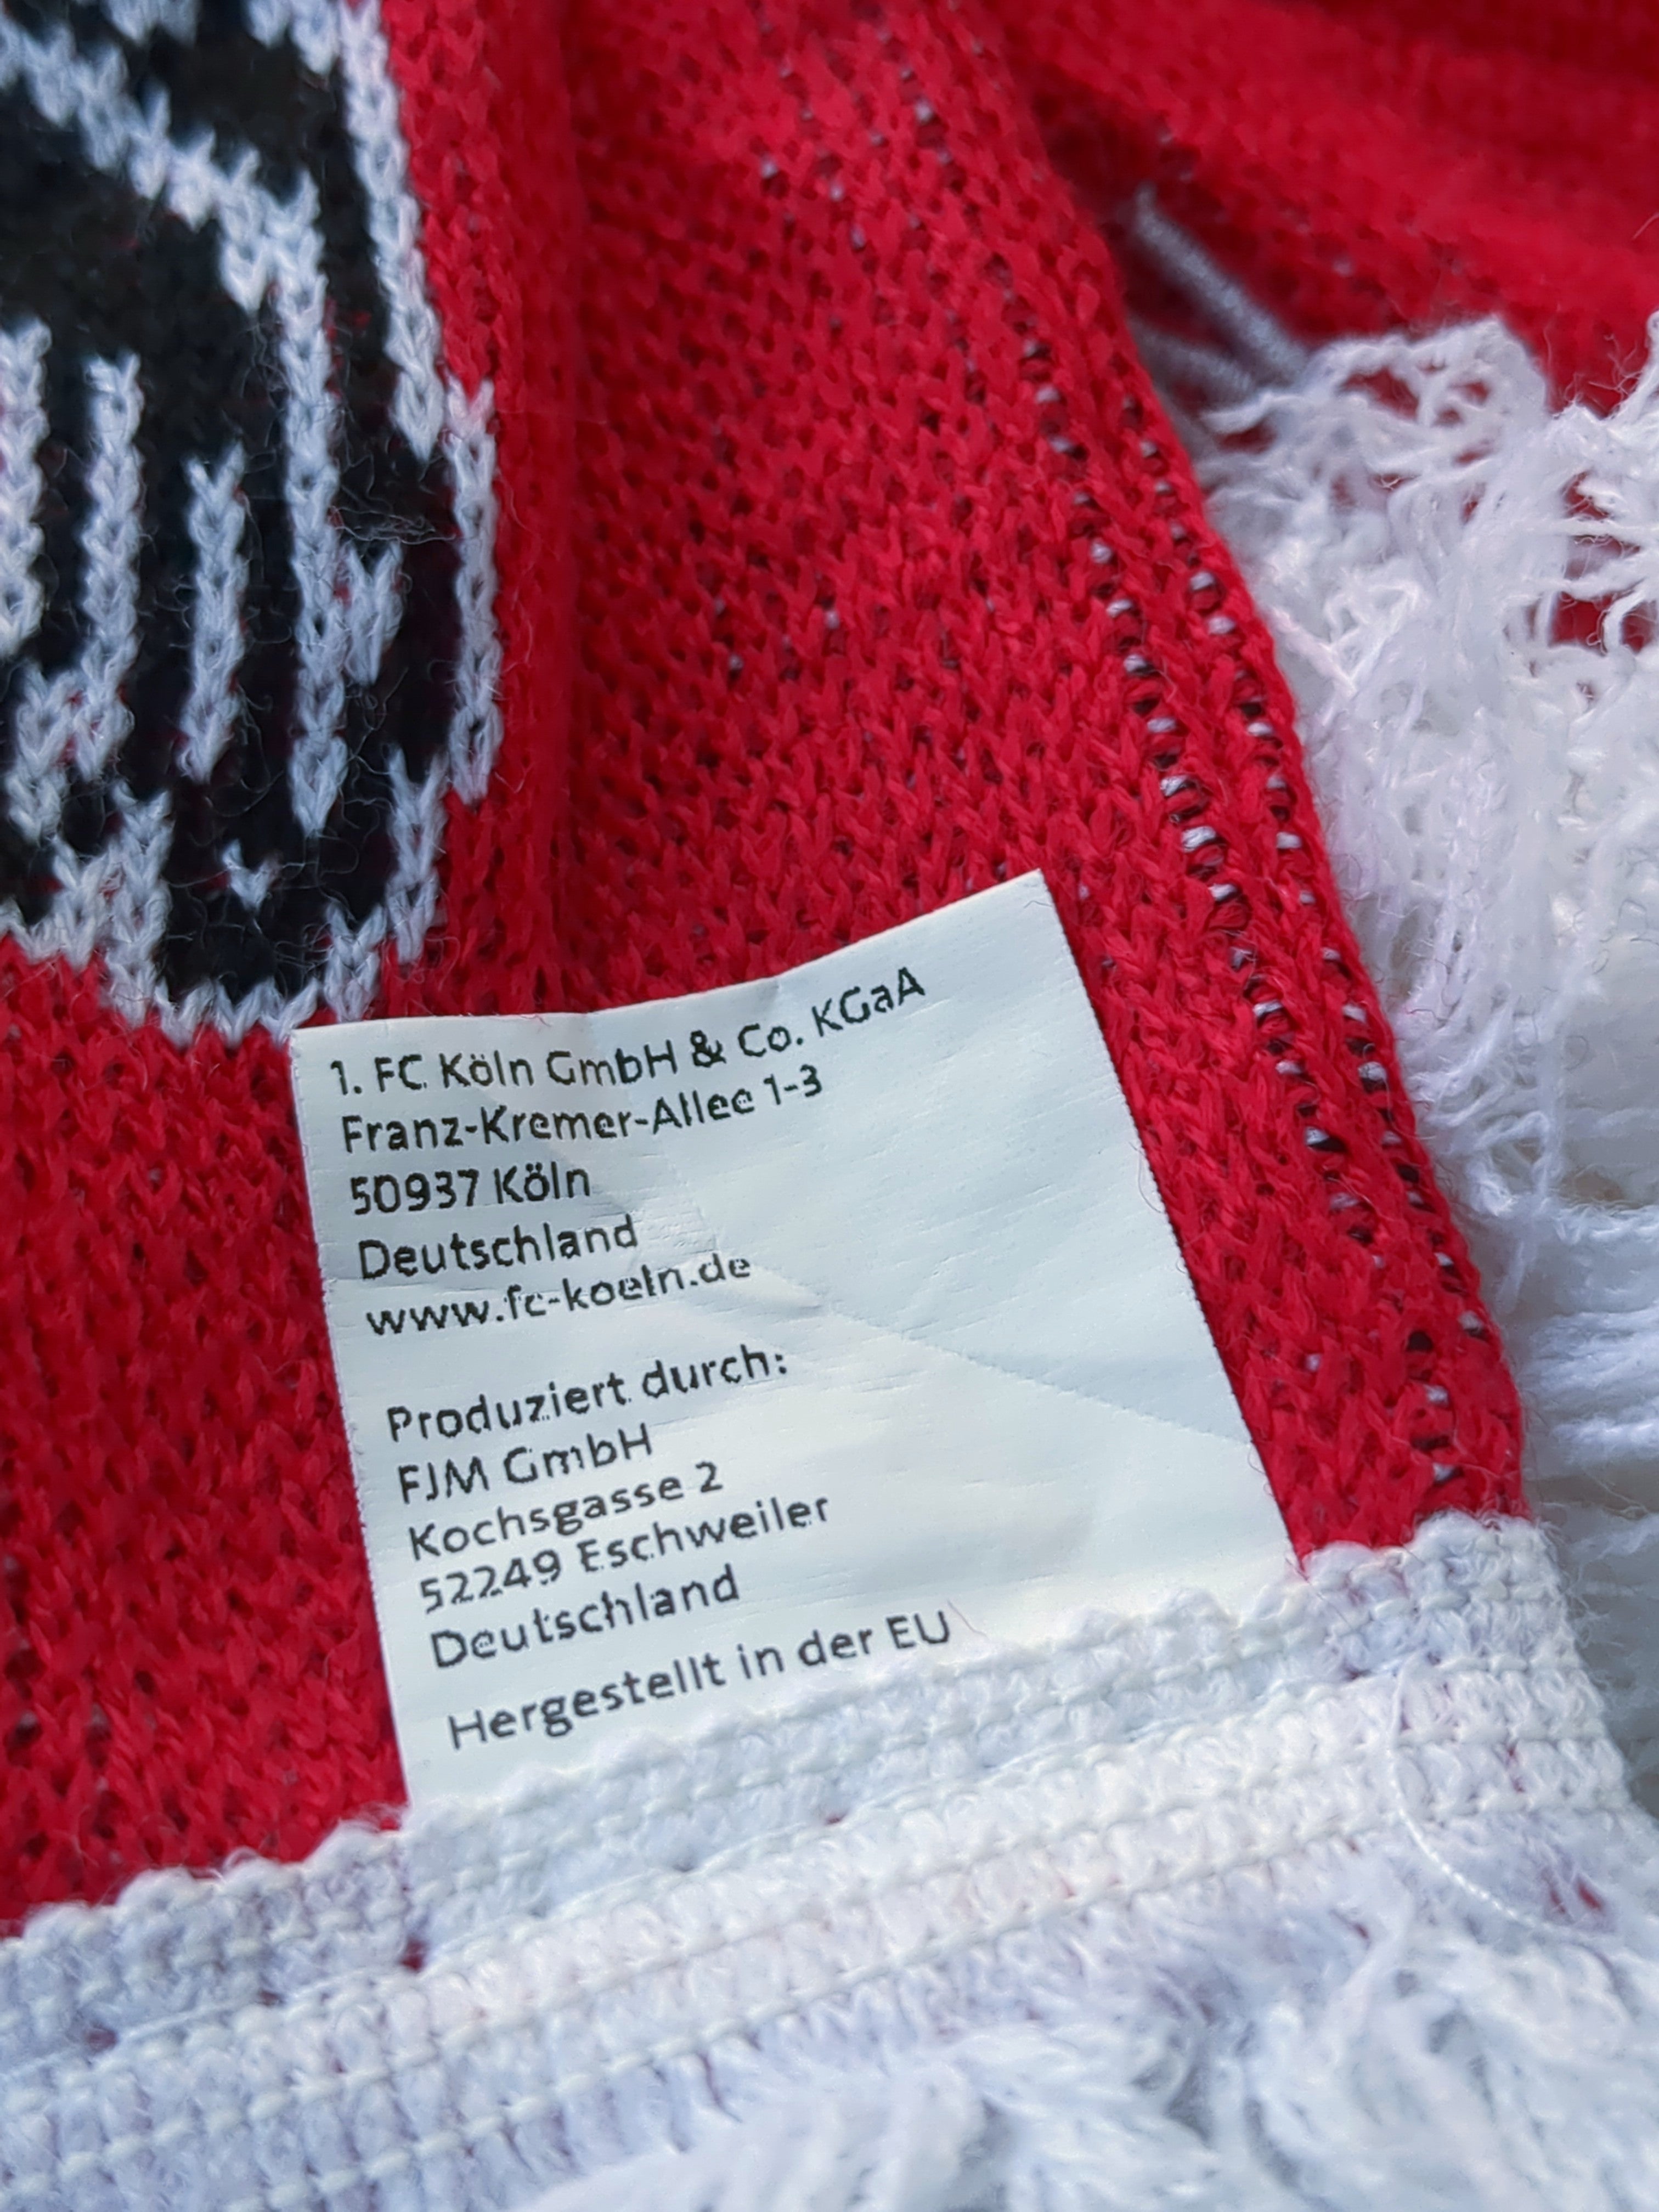 1. FC Köln GmbH & Co. KGaA
Franz-Kremer-Allee 1-3
50937 Köln
Deutschland
www.fc-koeln.de
Produziert durch:
FJM GmbH
Kochsgasse 2
52249 Eschweiler
Deutschland
Hergestellt in der EU